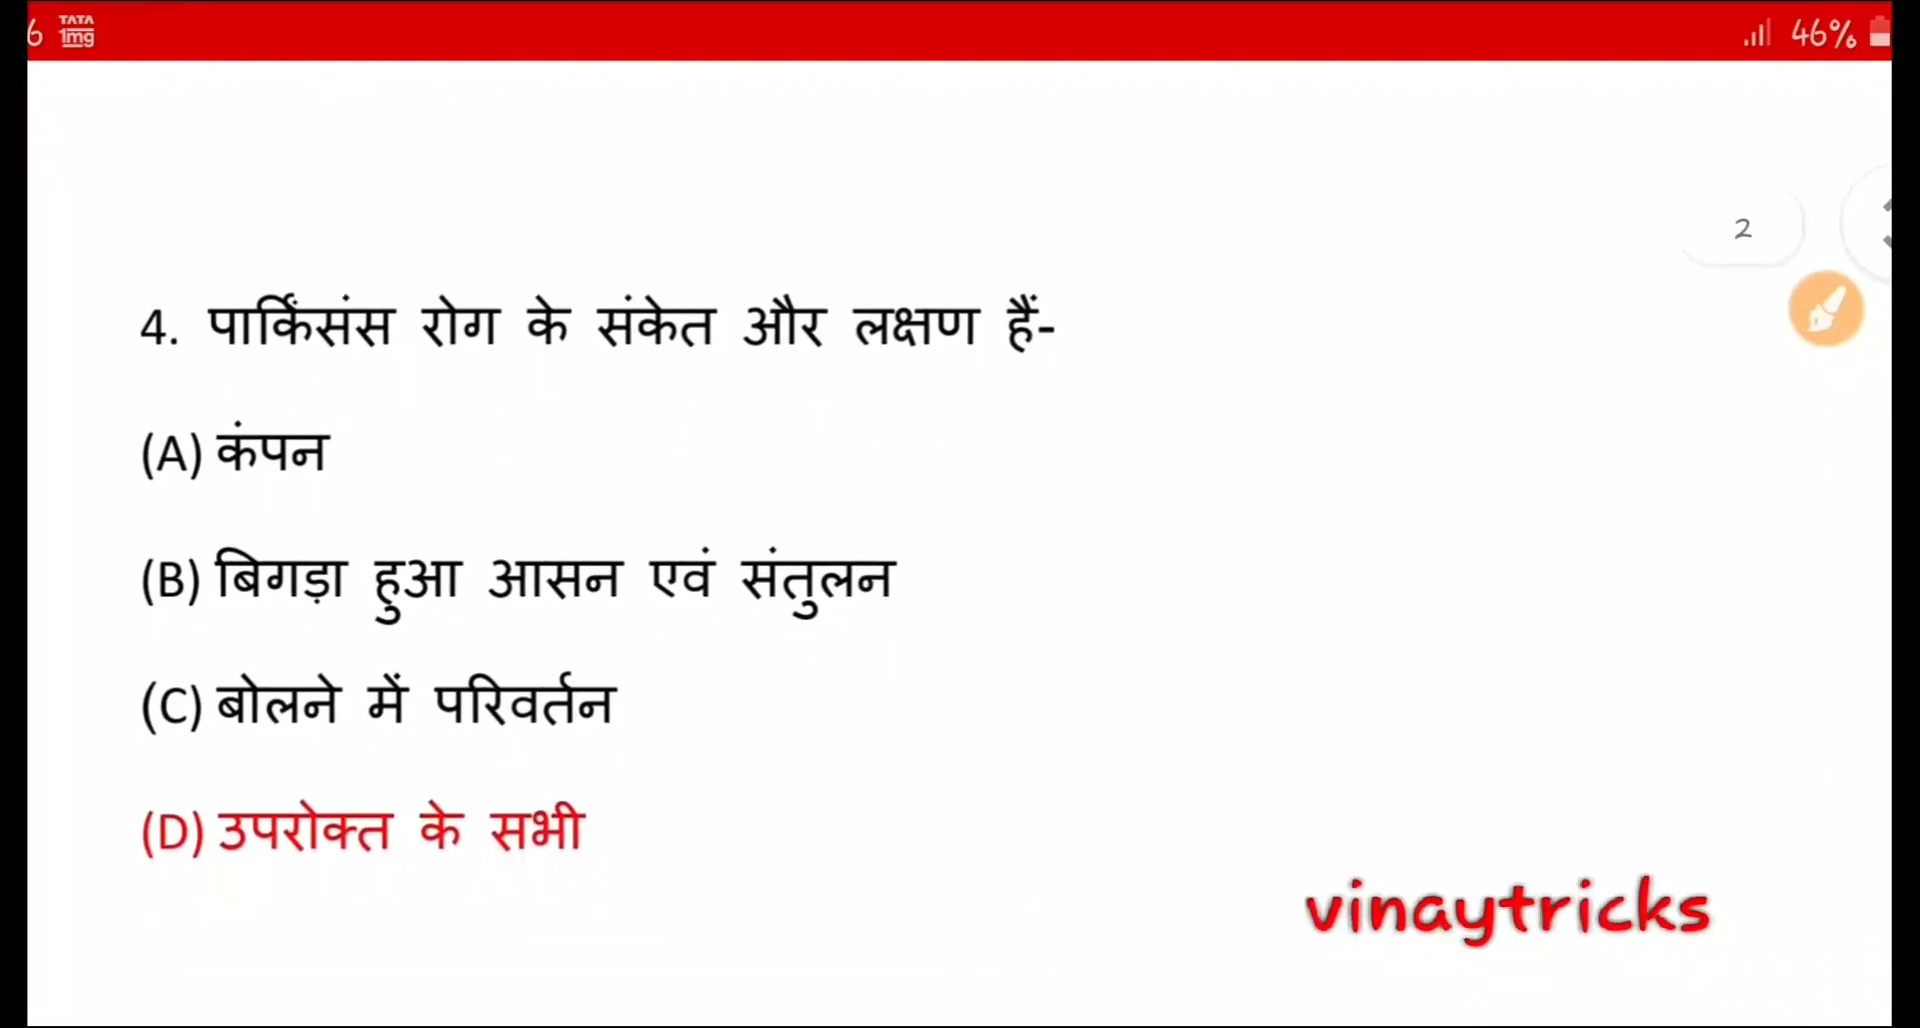 6 TATA 1mg 46%
2
4. पार्किंसंस रोग के संकेत और लक्षण हैं-
(A) कंपन
(B) बिगड़ा हुआ आसन एवं संतुलन
(C) बोलने में परिवर्तन
(D) उपरोक्त के सभी
vinaytricks